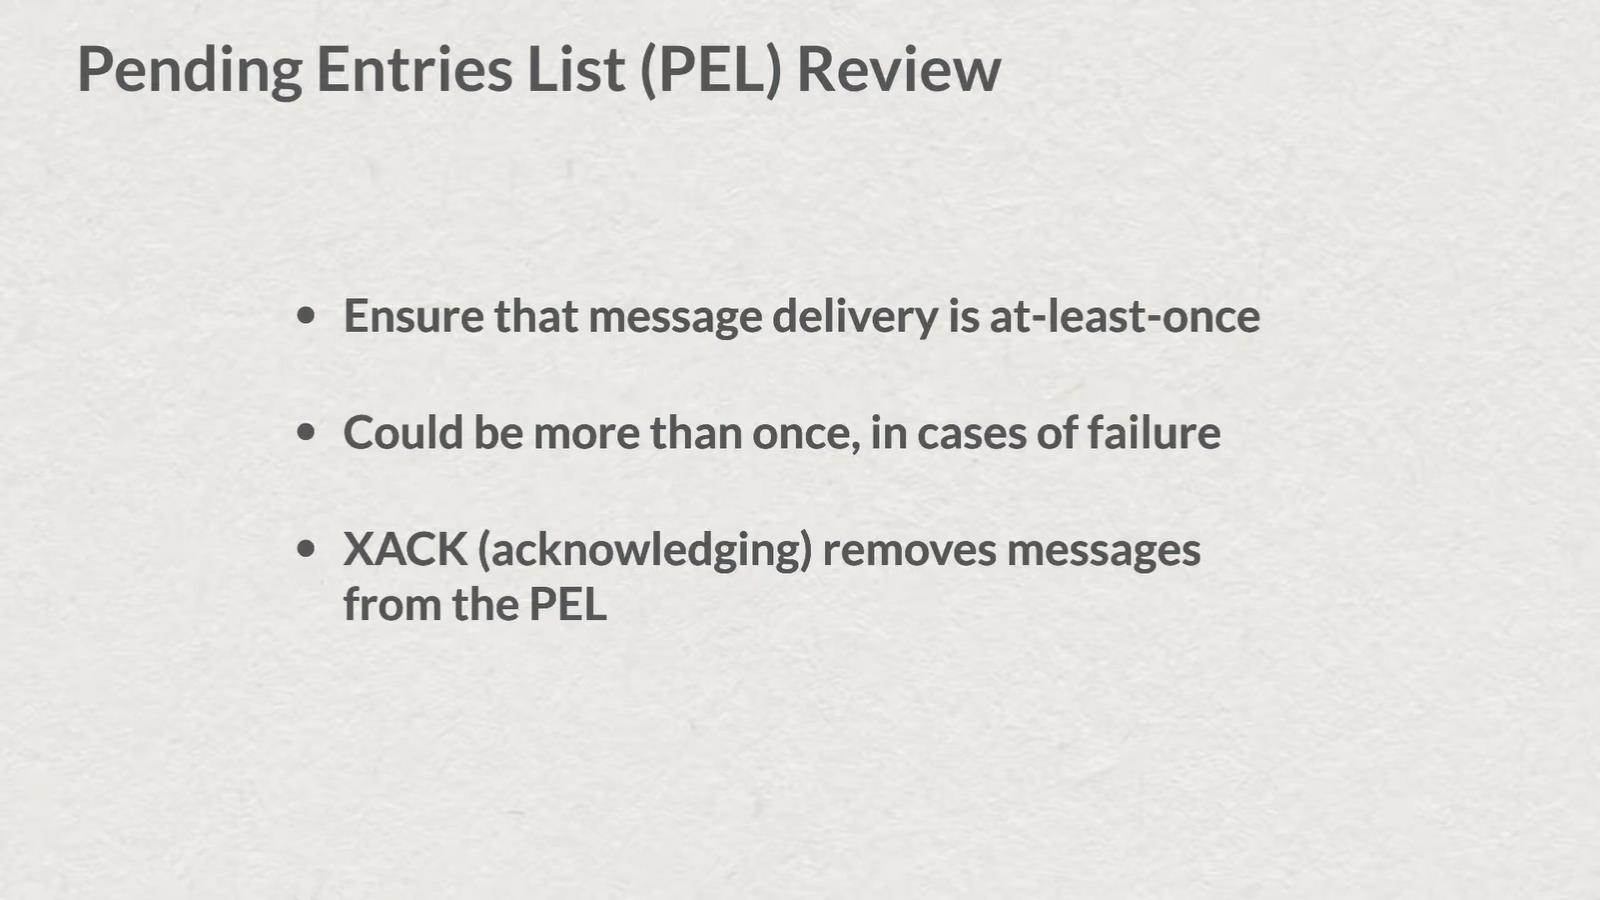 Pending Entries List (PEL) Review
• Ensure that message delivery is at-least-once
• Could be more than once, in cases of failure
• XACK (acknowledging) removes messages
from the PEL